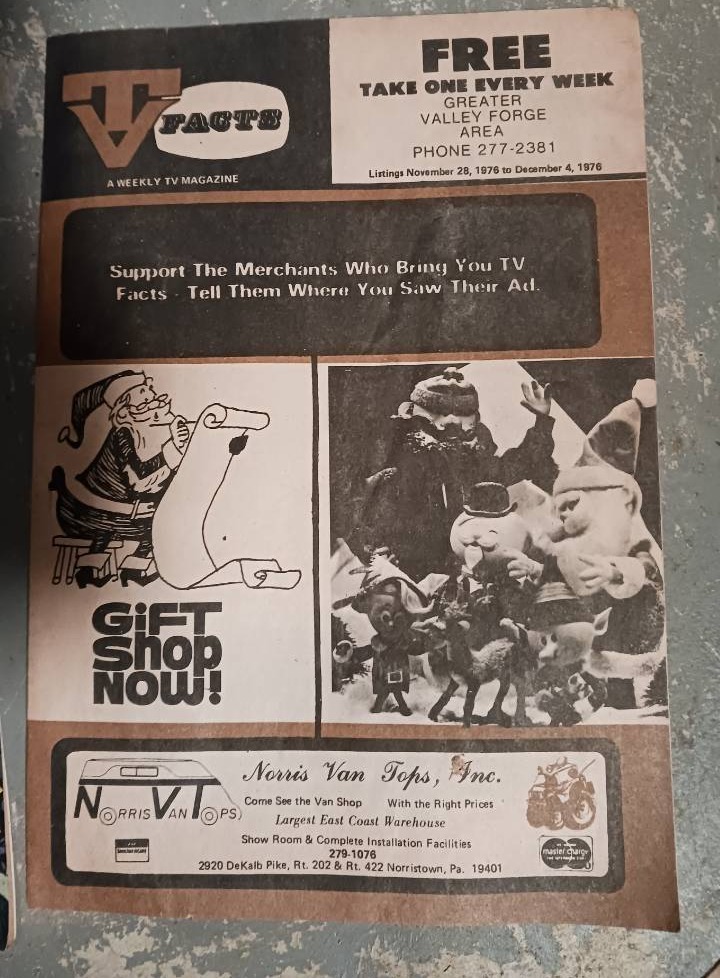 TV FACTS
A WEEKLY TV MAGAZINE
FREE
TAKE ONE EVERY WEEK
GREATER
VALLEY FORGE
AREA
PHONE 277-2381
Listings November 28, 1976 to December 4, 1976
Support The Merchants Who Bring You TV
Facts - Tell Them Where You Saw Their Ad.
GiFT
Shop
NOW!
NORRIS VAN TOPS
Norris Van Tops, Inc.
Come See the Van Shop With the Right Prices
Largest East Coast Warehouse
Show Room & Complete Installation Facilities
279-1076
2920 DeKalb Pike, Rt. 202 & Rt. 422 Norristown, Pa. 19401
master charge